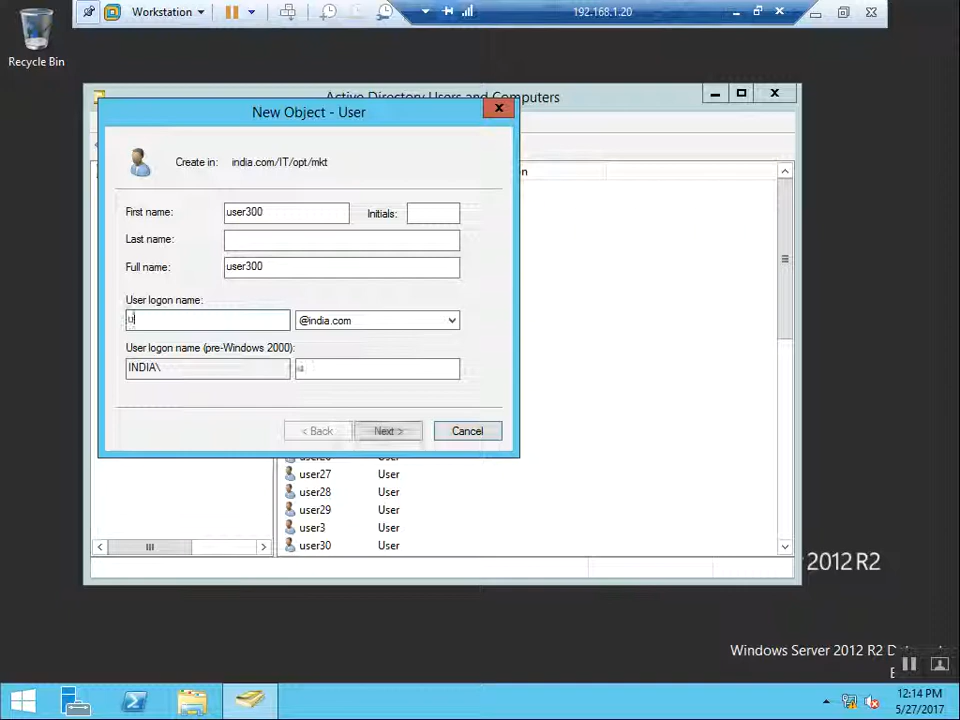 Workstation
192.168.1.20
Recycle Bin
Active Directory Users and Computers
New Object - User
Create in: india.com/IT/opt/mkt
First name: user300 Initials:
Last name:
Full name: user300
User logon name:
u @india.com
User logon name (pre-Windows 2000):
INDIA\ u
< Back Next > Cancel
user27 User
user28 User
user29 User
user3 User
user30 User
2012 R2
Windows Server 2012 R2 D
12:14 PM
5/27/2017